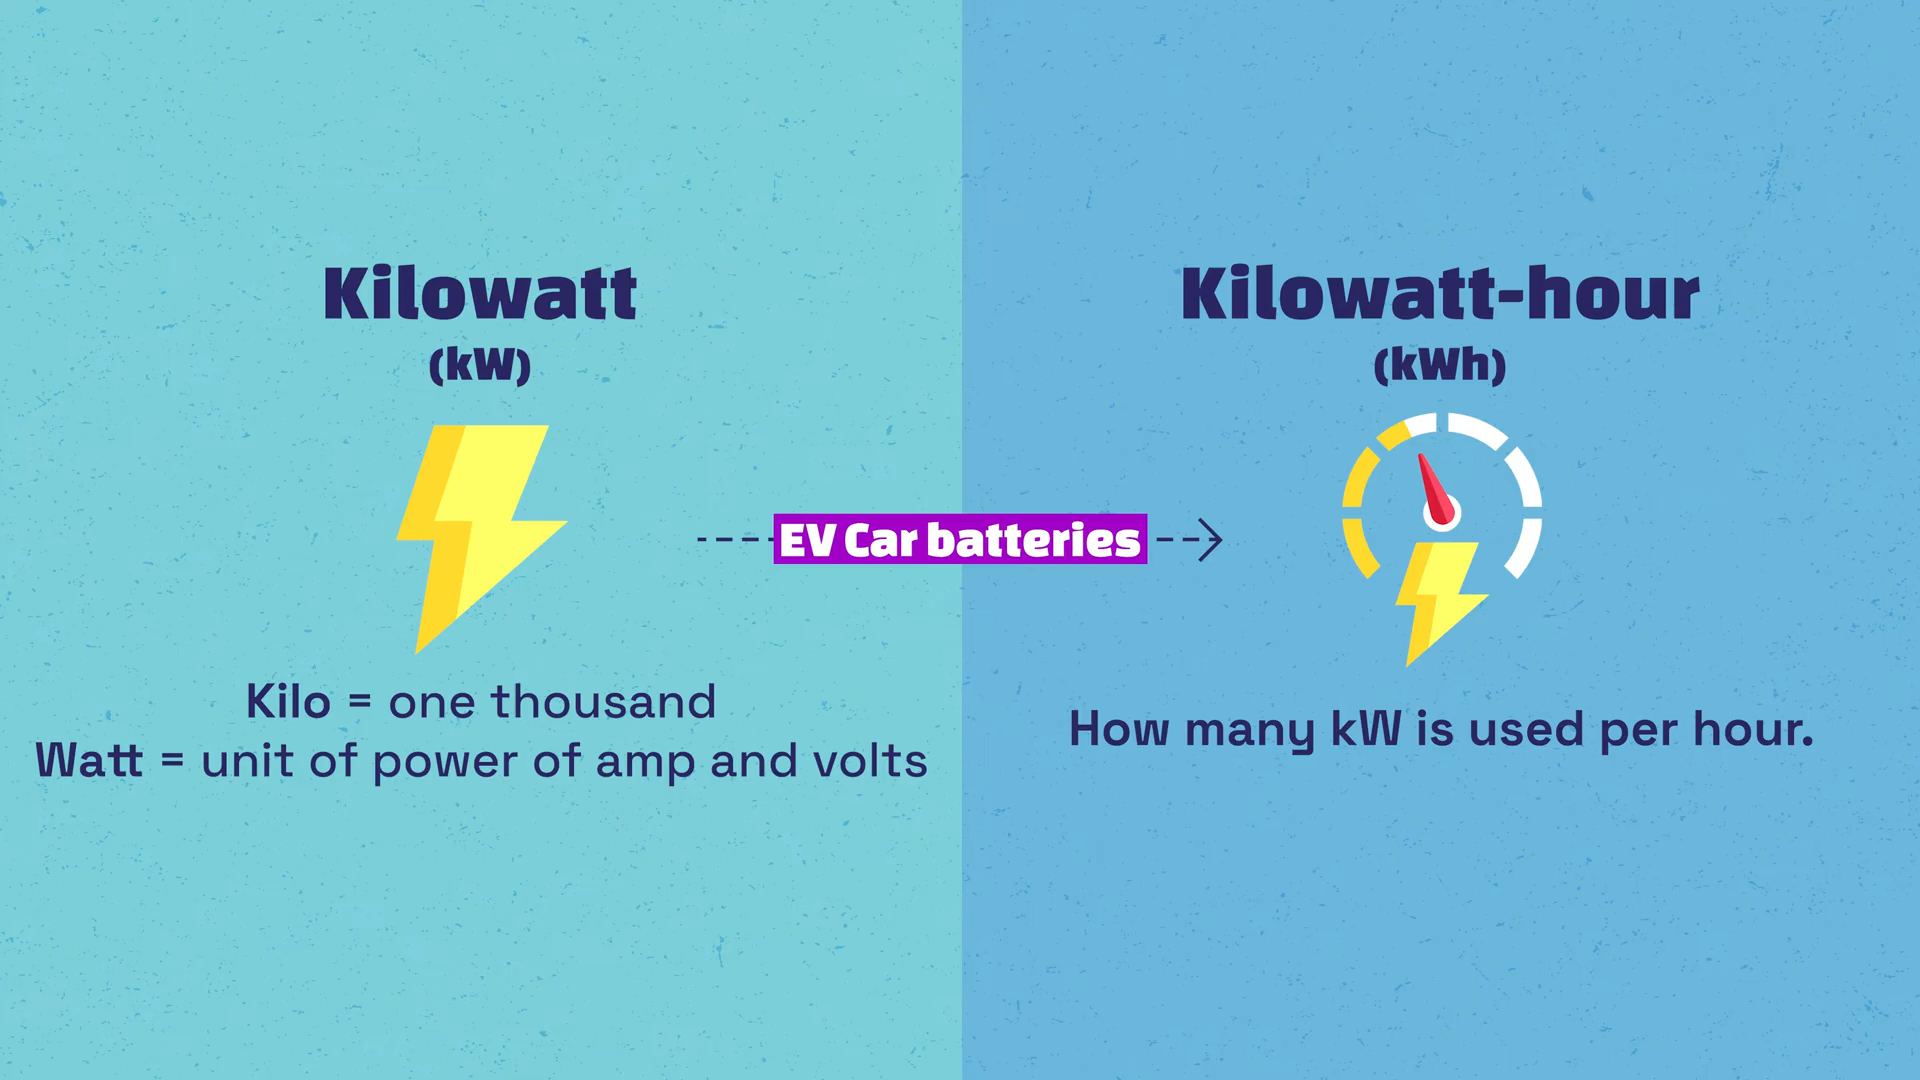 Kilowatt
(kW)
Kilo = one thousand
Watt = unit of power of amp and volts
EV Car batteries
Kilowatt-hour
(kWh)
How many kW is used per hour.